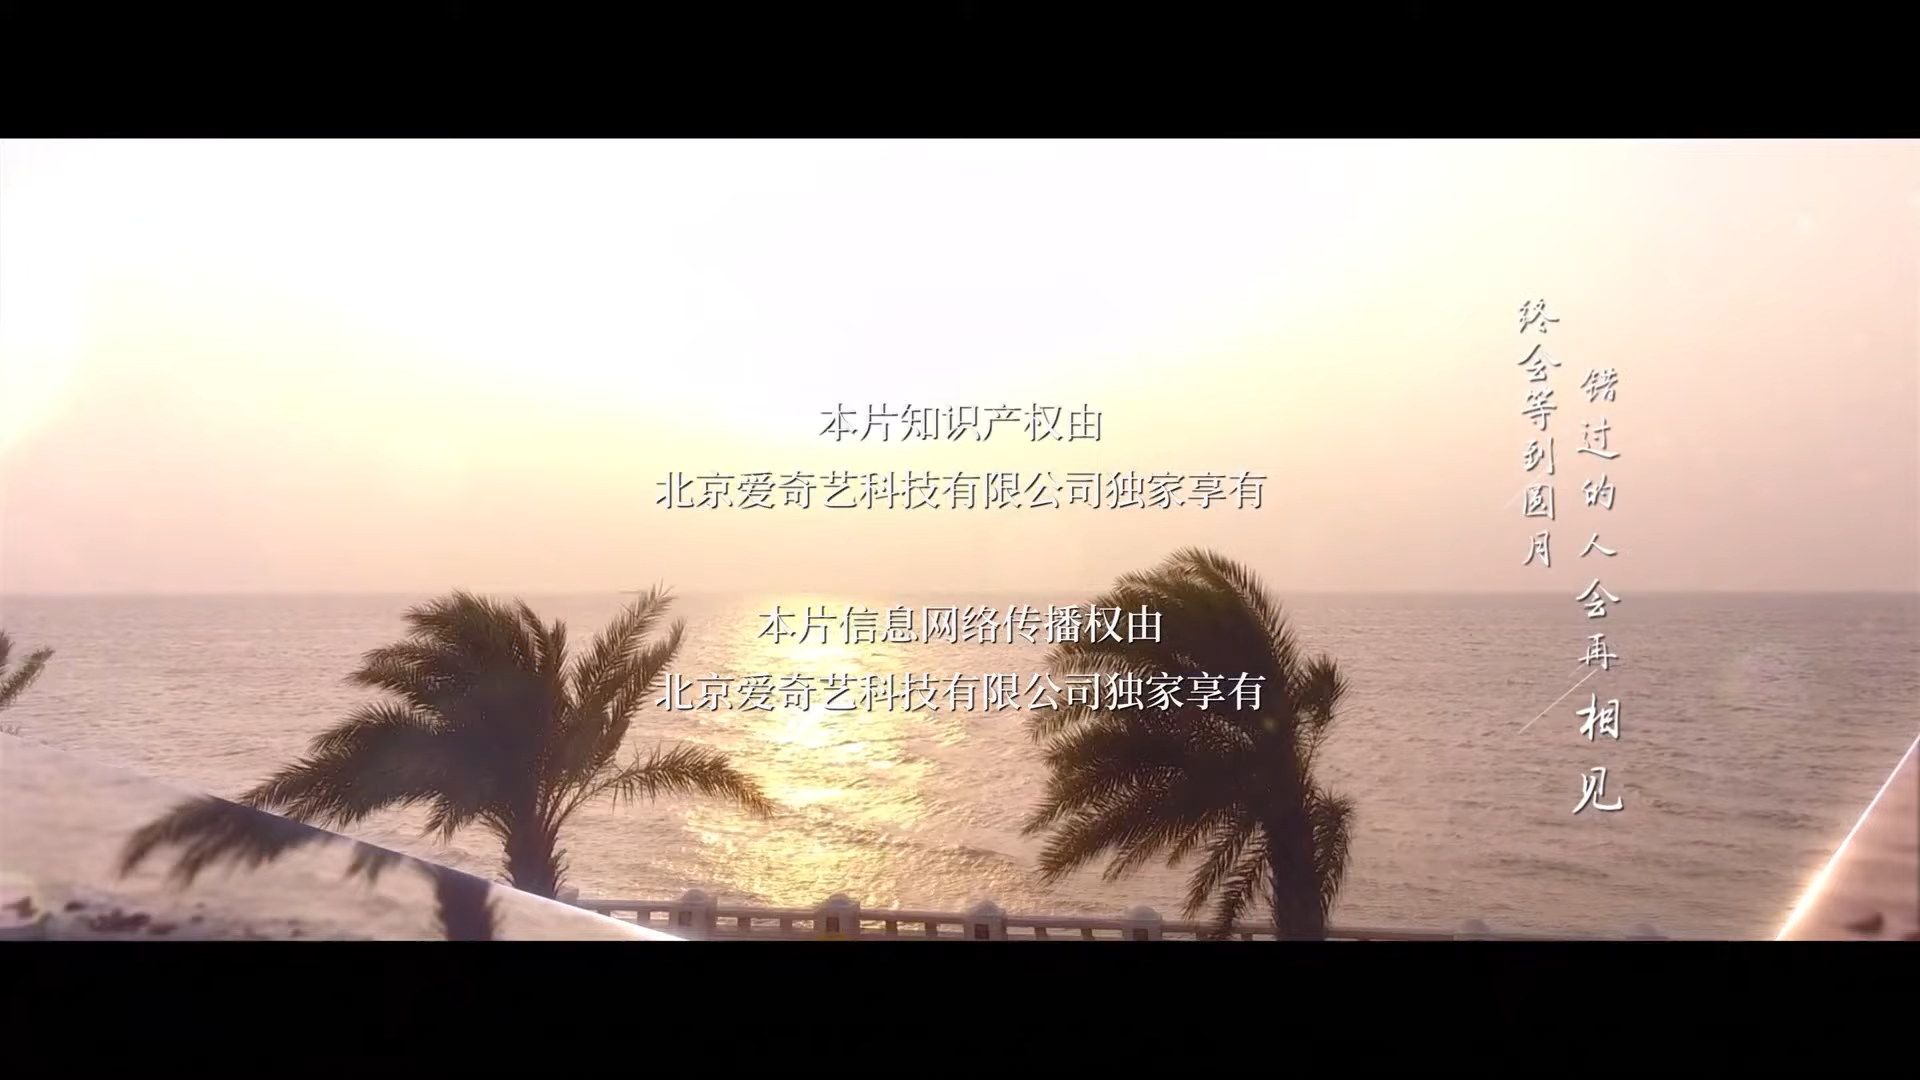 本片知识产权由
北京爱奇艺科技有限公司独家享有
本片信息网络传播权由
北京爱奇艺科技有限公司独家享有
错过的人会再相见
终会等到圆月